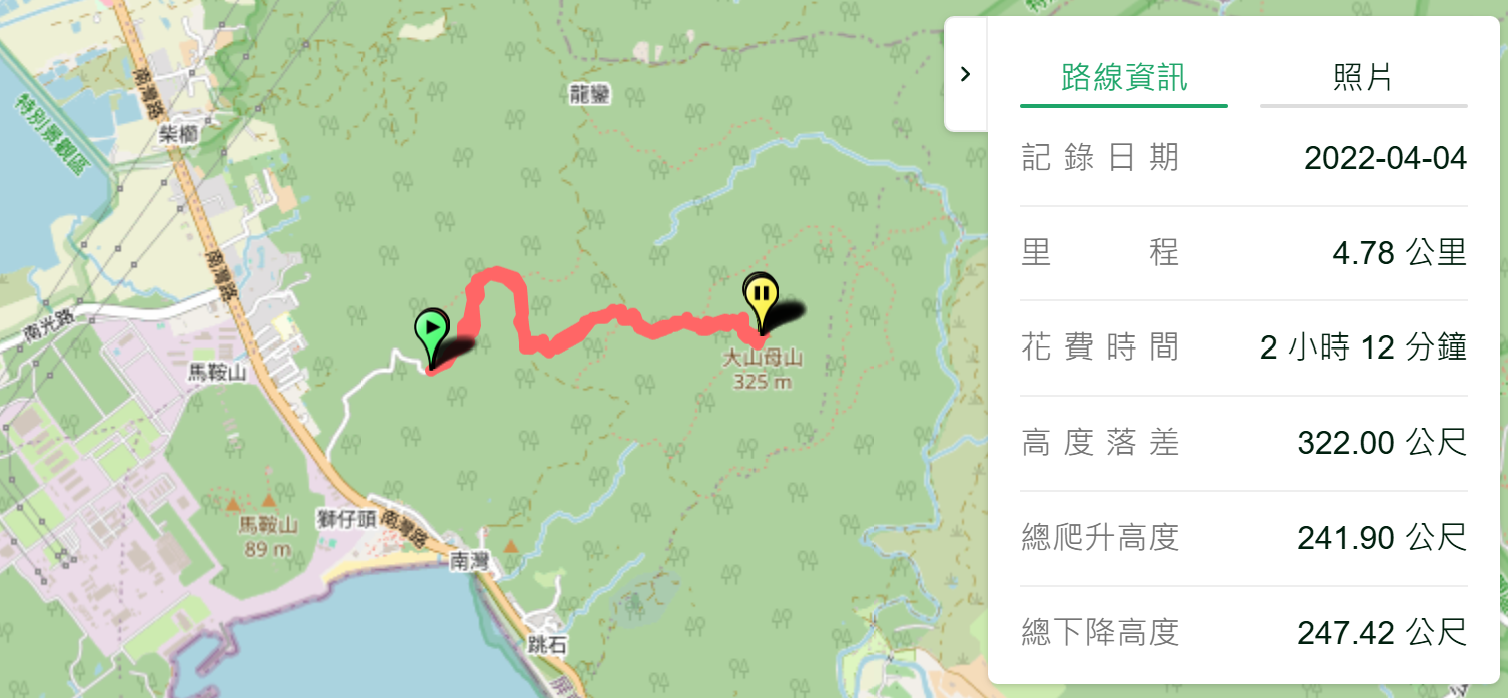 南灣路
特別景觀區
柴櫛
龍鑾
南灣路
南光路
馬鞍山
大山母山
325 m
馬鞍山
89 m
獅仔頭
南灣路
南灣
跳石
屏
路線資訊
照片
記錄日期
2022-04-04
里程
4.78 公里
花費時間
2 小時 12 分鐘
高度落差
322.00 公尺
總爬升高度
241.90 公尺
總下降高度
247.42 公尺